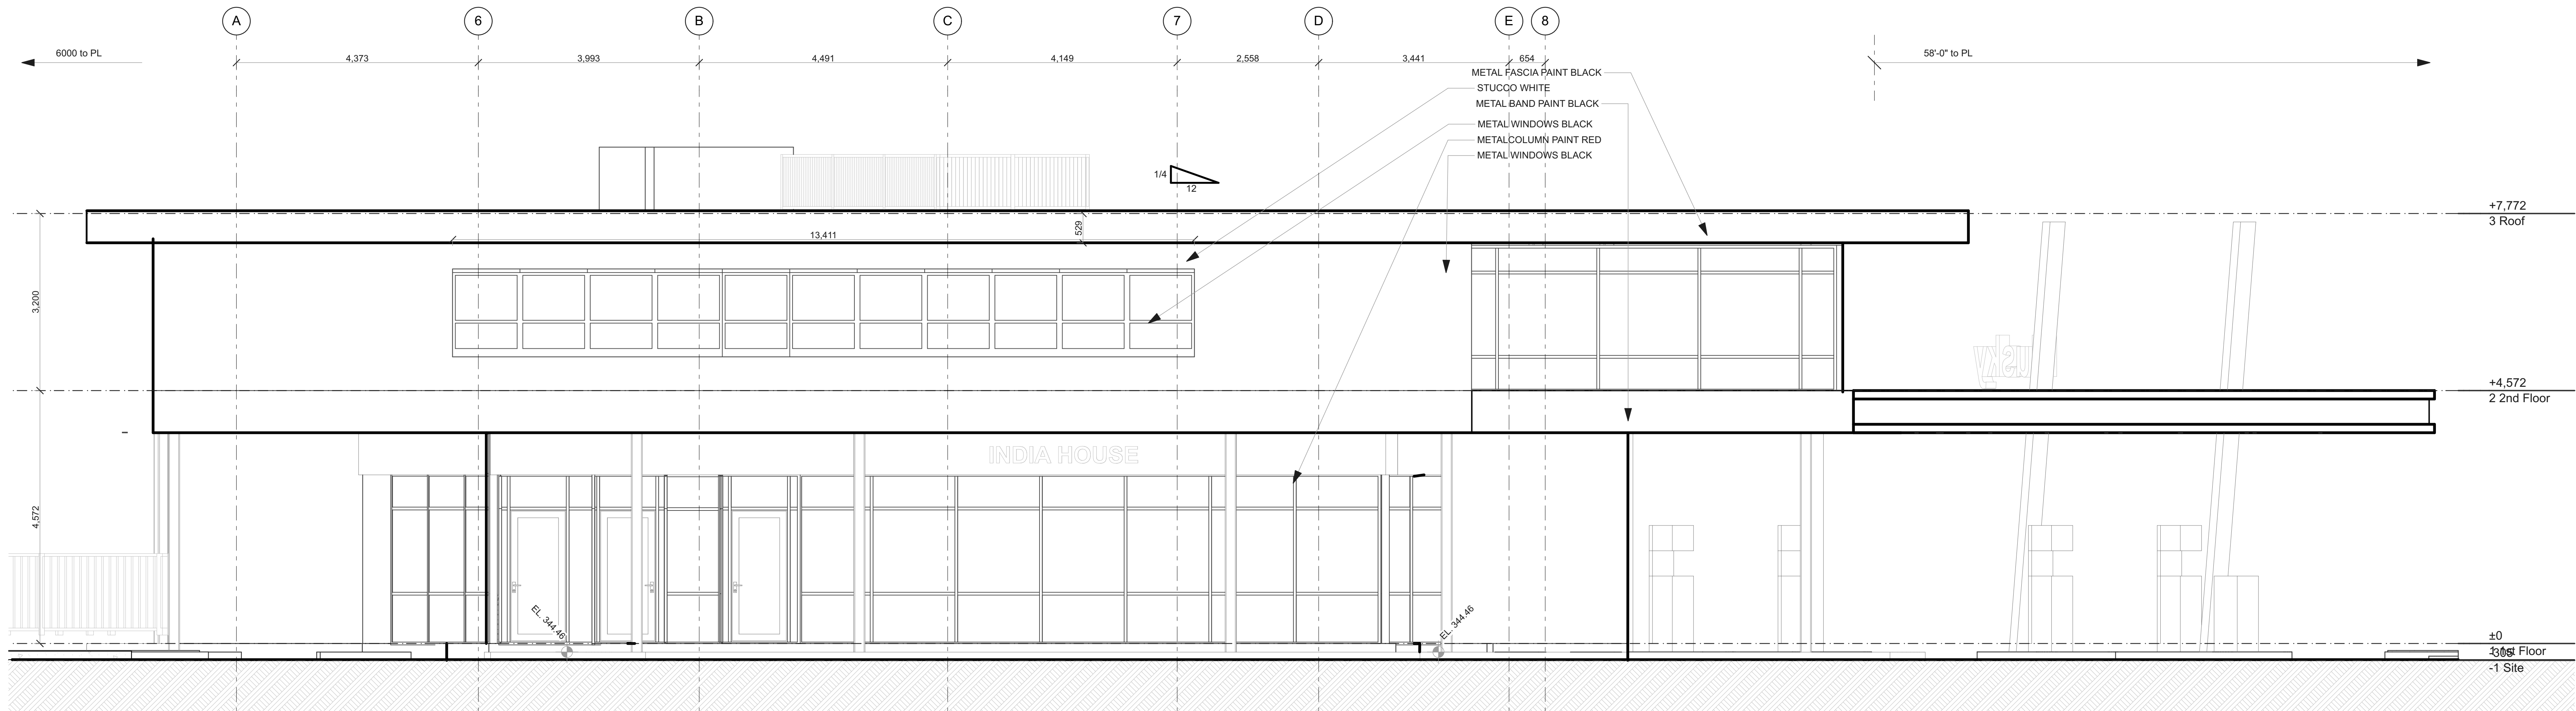 A
6
B
C
7
D
E
8
6000 to PL
4,373
3,993
4,491
4,149
2,558
3,441
654
58'-0" to PL
METAL FASCIA PAINT BLACK
STUCCO WHITE
METAL BAND PAINT BLACK
METAL WINDOWS BLACK
METALCOLUMN PAINT RED
METAL WINDOWS BLACK
1/4
12
+7,772
3 Roof
529
13,411
3,200
+4,572
2 2nd Floor
INDIA HOUSE
4,572
EL. 344.46
EL. 344.46
±0
1 1st Floor
-305
-1 Site